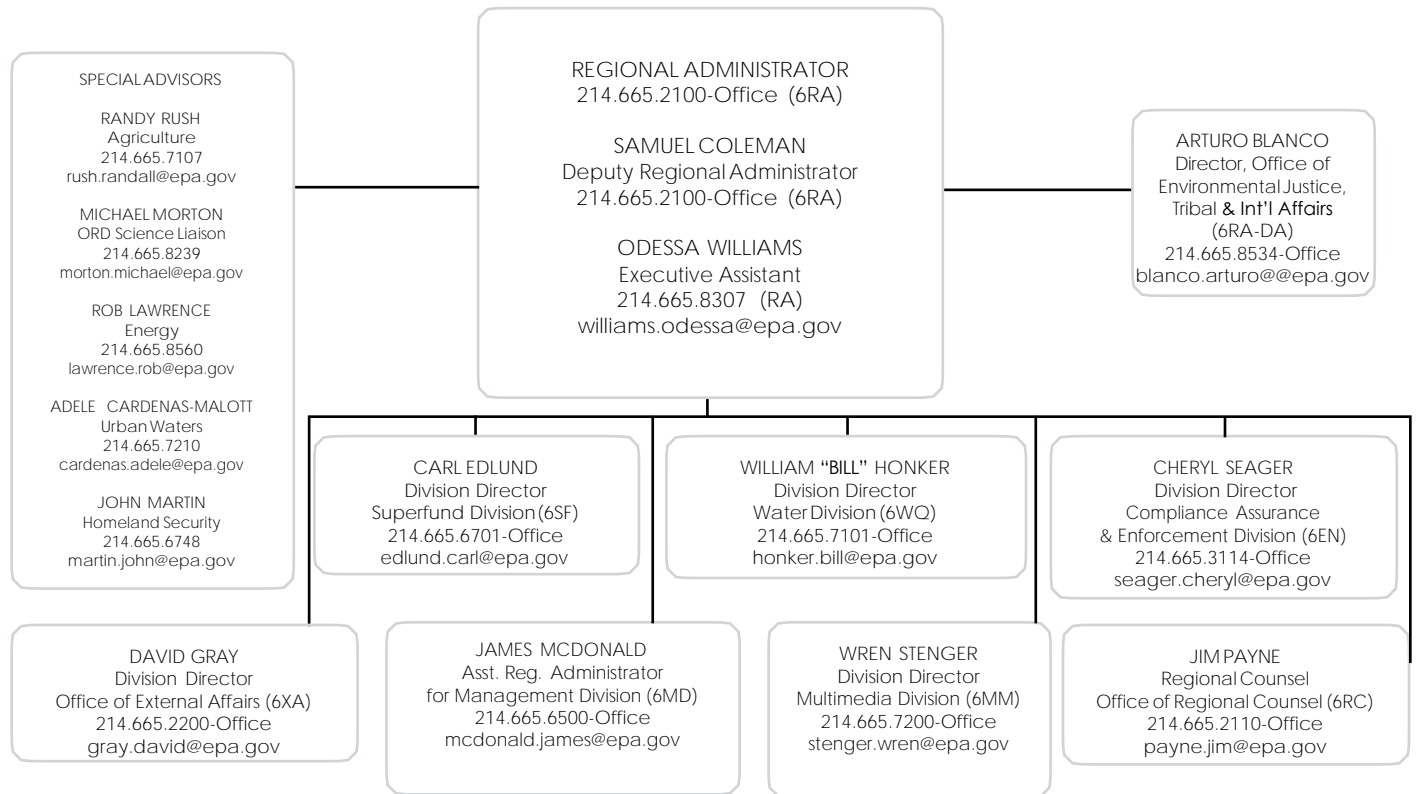 SPECIAL ADVISORS
RANDY RUSH
Agriculture
214.665.7107
rush.randall@epa.gov
MICHAEL MORTON
ORD Science Liaison
214.665.8239
morton.michael@epa.gov
ROB LAWRENCE
Energy
214.665.8560
lawrence.rob@epa.gov
ADELE CARDENAS-MALOTT
Urban Waters
214.665.7210
cardenas.adele@epa.gov
JOHN MARTIN
Homeland Security
214.665.6748
martin.john@epa.gov
REGIONAL ADMINISTRATOR
214.665.2100-Office (6RA)
SAMUEL COLEMAN
Deputy Regional Administrator
214.665.2100-Office (6RA)
ODESSA WILLIAMS
Executive Assistant
214.665.8307 (RA)
williams.odessa@epa.gov
ARTURO BLANCO
Director, Office of
Environmental Justice,
Tribal & Int’l Affairs
(6RA-DA)
214.665.8534-Office
blanco.arturo@@epa.gov
CARL EDLUND
Division Director
Superfund Division (6SF)
214.665.6701-Office
edlund.carl@epa.gov
WILLIAM “BILL” HONKER
Division Director
Water Division (6WQ)
214.665.7101-Office
honker.bill@epa.gov
CHERYL SEAGER
Division Director
Compliance Assurance
& Enforcement Division (6EN)
214.665.3114-Office
seager.cheryl@epa.gov
DAVID GRAY
Division Director
Office of External Affairs (6XA)
214.665.2200-Office
gray.david@epa.gov
JAMES MCDONALD
Asst. Reg. Administrator
for Management Division (6MD)
214.665.6500-Office
mcdonald.james@epa.gov
WREN STENGER
Division Director
Multimedia Division (6MM)
214.665.7200-Office
stenger.wren@epa.gov
JIM PAYNE
Regional Counsel
Office of Regional Counsel (6RC)
214.665.2110-Office
payne.jim@epa.gov